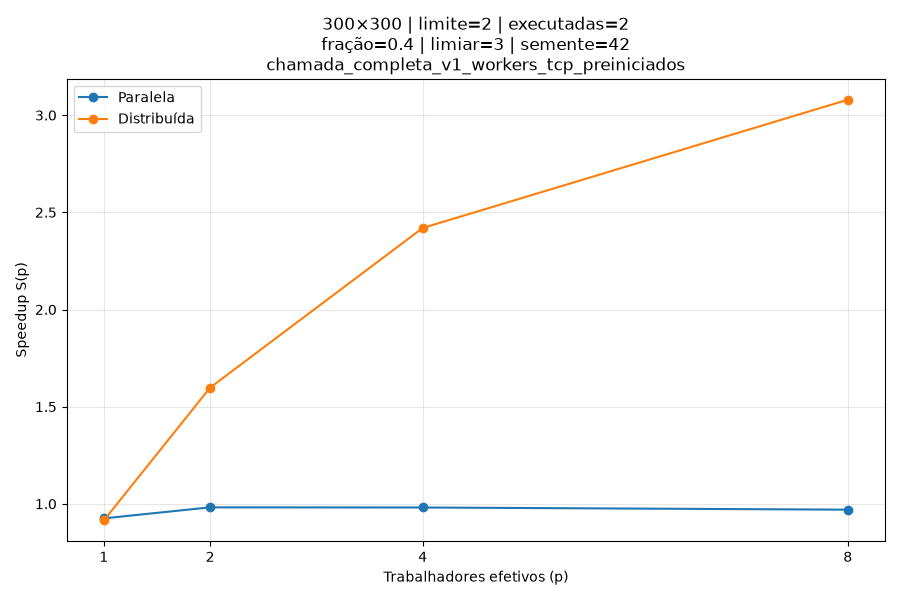 300×300 | limite=2 | executadas=2
fração=0.4 | limiar=3 | semente=42
chamada_completa_v1_workers_tcp_preiniciados
Paralela
Distribuída
3.0
2.5
2.0
1.5
1.0
Speedup S(p)
1 2 4 8
Trabalhadores efetivos (p)